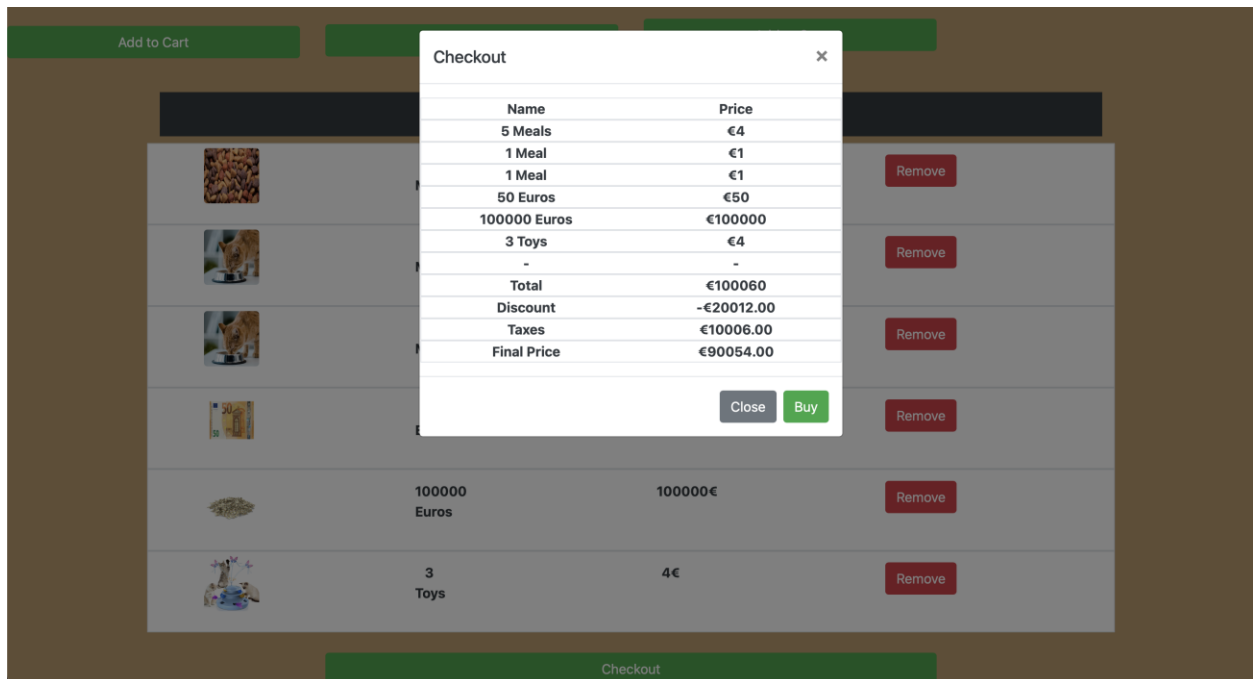 Add to Cart
Checkout ×
Name Price
5 Meals €4
1 Meal €1
1 Meal €1
50 Euros €50
100000 Euros €100000
3 Toys €4
- -
Total €100060
Discount -€20012.00
Taxes €10006.00
Final Price €90054.00
Close Buy
Remove
Remove
Remove
Remove
100000 100000€ Remove
Euros
3 4€ Remove
Toys
Checkout